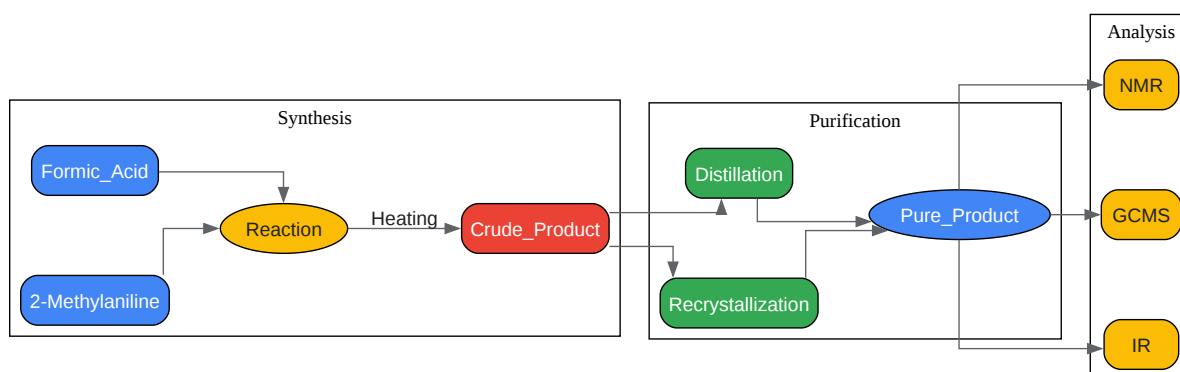 Synthesis
Formic_Acid
2-Methylaniline
Reaction
Heating
Crude_Product
Purification
Distillation
Recrystallization
Pure_Product
Analysis
NMR
GCMS
IR